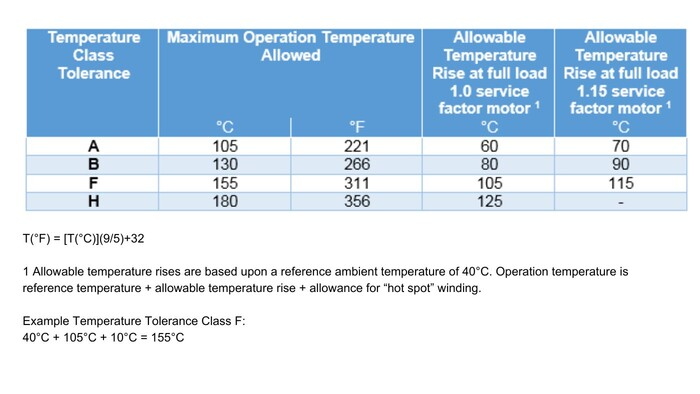 Temperature Class Tolerance | Maximum Operation Temperature Allowed | Allowable Temperature Rise at full load 1.0 service factor motor 1 | Allowable Temperature Rise at full load 1.15 service factor motor 1
°C | °F | °C | °C
A 105 221 60 70
B 130 266 80 90
F 155 311 105 115
H 180 356 125 -
T(°F) = [T(°C)](9/5)+32
1 Allowable temperature rises are based upon a reference ambient temperature of 40°C. Operation temperature is
reference temperature + allowable temperature rise + allowance for “hot spot” winding.
Example Temperature Tolerance Class F:
40°C + 105°C + 10°C = 155°C